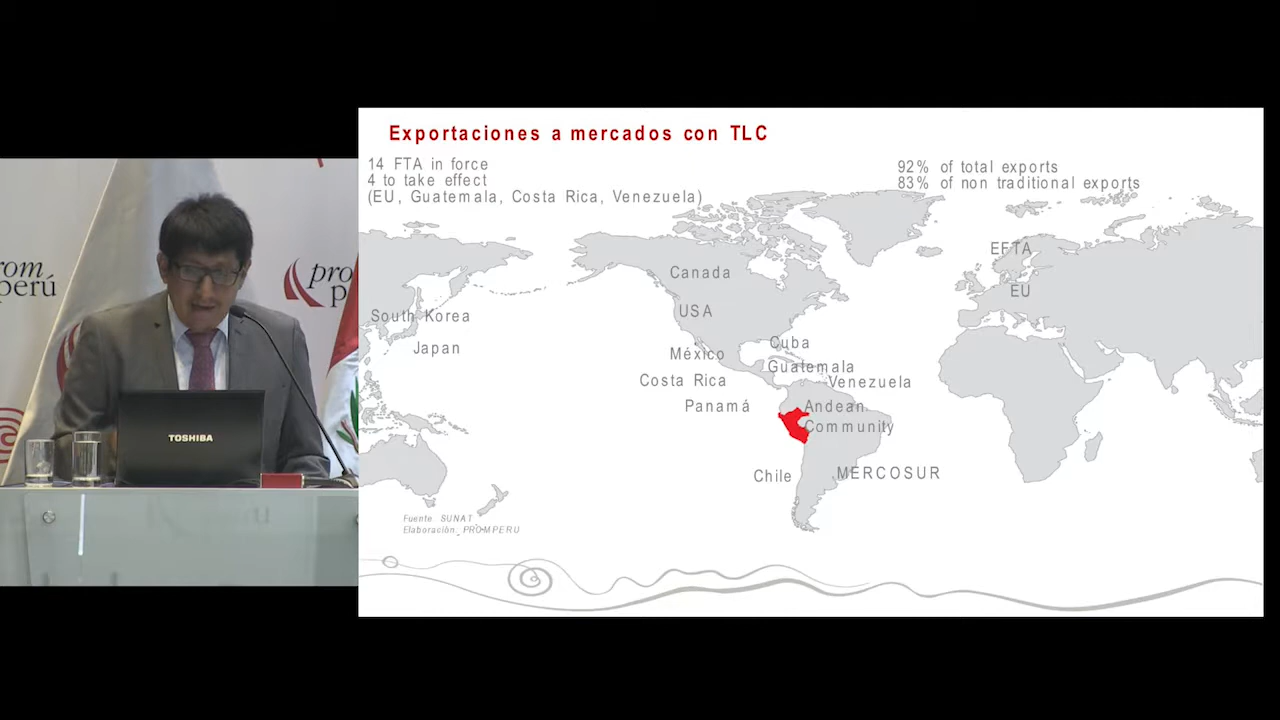 Exportaciones a mercados con TLC
14 FTA in force
4 to take effect
(EU, Guatemala, Costa Rica, Venezuela)
92% of total exports
83% of non traditional exports
EFTA
Canada
EU
USA
South Korea
Cuba
Japan
México
Guatemala
Costa Rica
Venezuela
Panamá
Andean
Community
Chile
MERCOSUR
Fuente: SUNAT
Elaboración: PROMPERU
rom
perú
pro
p
TOSHIBA